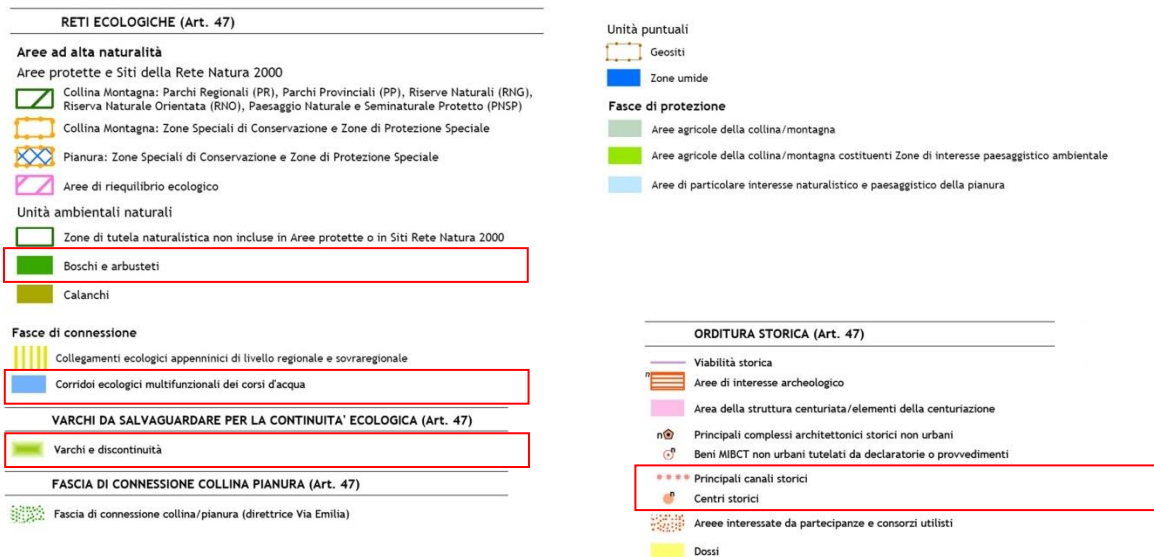 RETI ECOLOGICHE (Art. 47)
Aree ad alta naturalità
Aree protette e Siti della Rete Natura 2000
Collina Montagna: Parchi Regionali (PR), Parchi Provinciali (PP), Riserve Naturali (RNG),
Riserva Naturale Orientata (RNO), Paesaggio Naturale e Seminaturale Protetto (PNSP)
Collina Montagna: Zone Speciali di Conservazione e Zone di Protezione Speciale
Pianura: Zone Speciali di Conservazione e Zone di Protezione Speciale
Aree di riequilibrio ecologico
Unità ambientali naturali
Zone di tutela naturalistica non incluse in Aree protette o in Siti Rete Natura 2000
Boschi e arbusteti
Calanchi
Fasce di connessione
Collegamenti ecologici appenninici di livello regionale e sovraregionale
Corridoi ecologici multifunzionali dei corsi d'acqua
VARCHI DA SALVAGUARDARE PER LA CONTINUITA' ECOLOGICA (Art. 47)
Varchi e discontinuità
FASCIA DI CONNESSIONE COLLINA PIANURA (Art. 47)
Fascia di connessione collina/pianura (direttrice Via Emilia)
Unità puntuali
Geositi
Zone umide
Fasce di protezione
Aree agricole della collina/montagna
Aree agricole della collina/montagna costituenti Zone di interesse paesaggistico ambientale
Aree di particolare interesse naturalistico e paesaggistico della pianura
ORDITURA STORICA (Art. 47)
Viabilità storica
n Aree di interesse archeologico
Area della struttura centuriata/elementi della centuriazione
n Principali complessi architettonici storici non urbani
n Beni MIBCT non urbani tutelati da declaratorie o provvedimenti
Principali canali storici
n Centri storici
Areee interessate da partecipanze e consorzi utilisti
Dossi